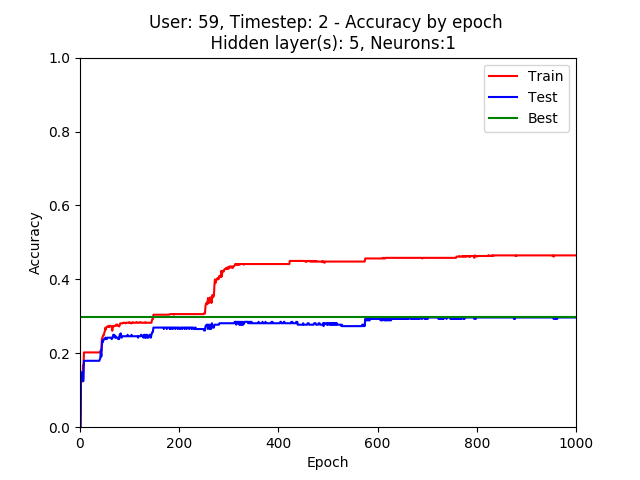 User: 59, Timestep: 2 - Accuracy by epoch
Hidden layer(s): 5, Neurons:1
Train
Test
Best
Accuracy
1.0
0.8
0.6
0.4
0.2
0.0
0 200 400 600 800 1000
Epoch